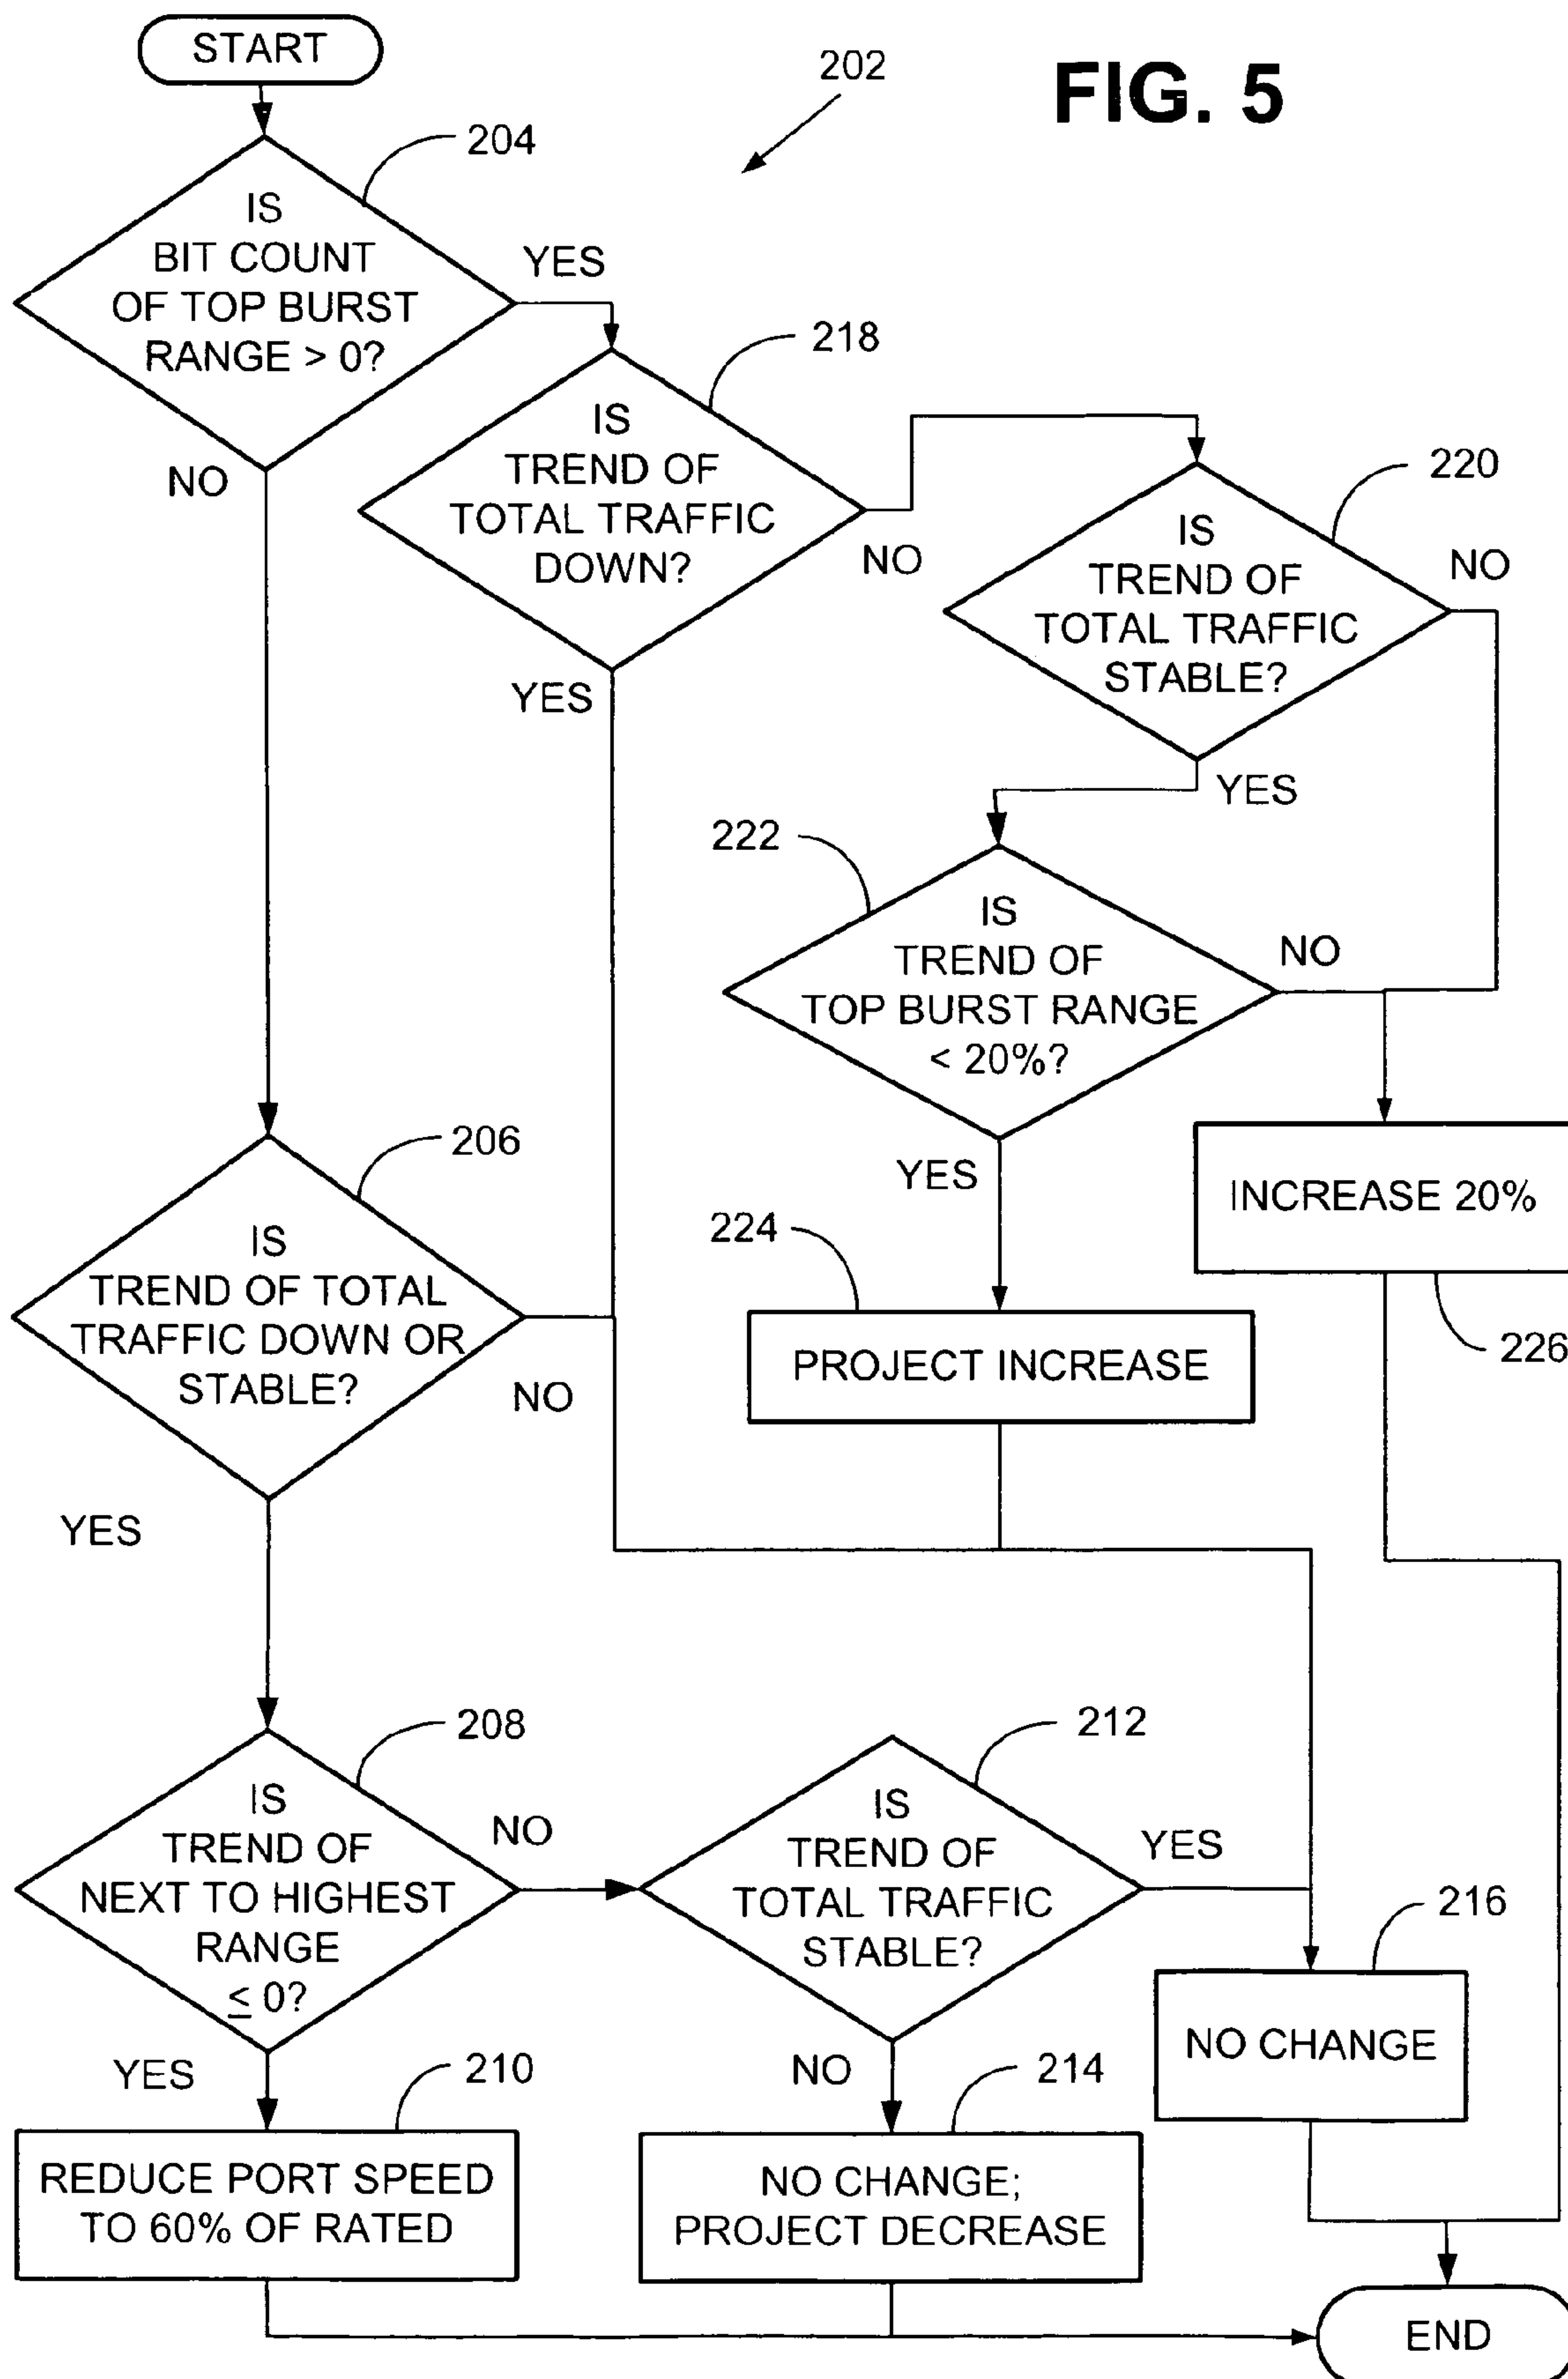 START
202
FIG. 5
204
IS
BIT COUNT
OF TOP BURST
RANGE > 0?
YES
NO
218
IS
TREND OF
TOTAL TRAFFIC
DOWN?
NO
YES
220
IS
TREND OF
TOTAL TRAFFIC
STABLE?
NO
YES
222
IS
TREND OF
TOP BURST RANGE
< 20%?
NO
YES
206
IS
TREND OF TOTAL
TRAFFIC DOWN OR
STABLE?
NO
YES
224
PROJECT INCREASE
INCREASE 20%
226
208
IS
TREND OF
NEXT TO HIGHEST
RANGE
≤ 0?
NO
YES
212
IS
TREND OF
TOTAL TRAFFIC
STABLE?
YES
NO
216
NO CHANGE
210
REDUCE PORT SPEED
TO 60% OF RATED
214
NO CHANGE;
PROJECT DECREASE
END